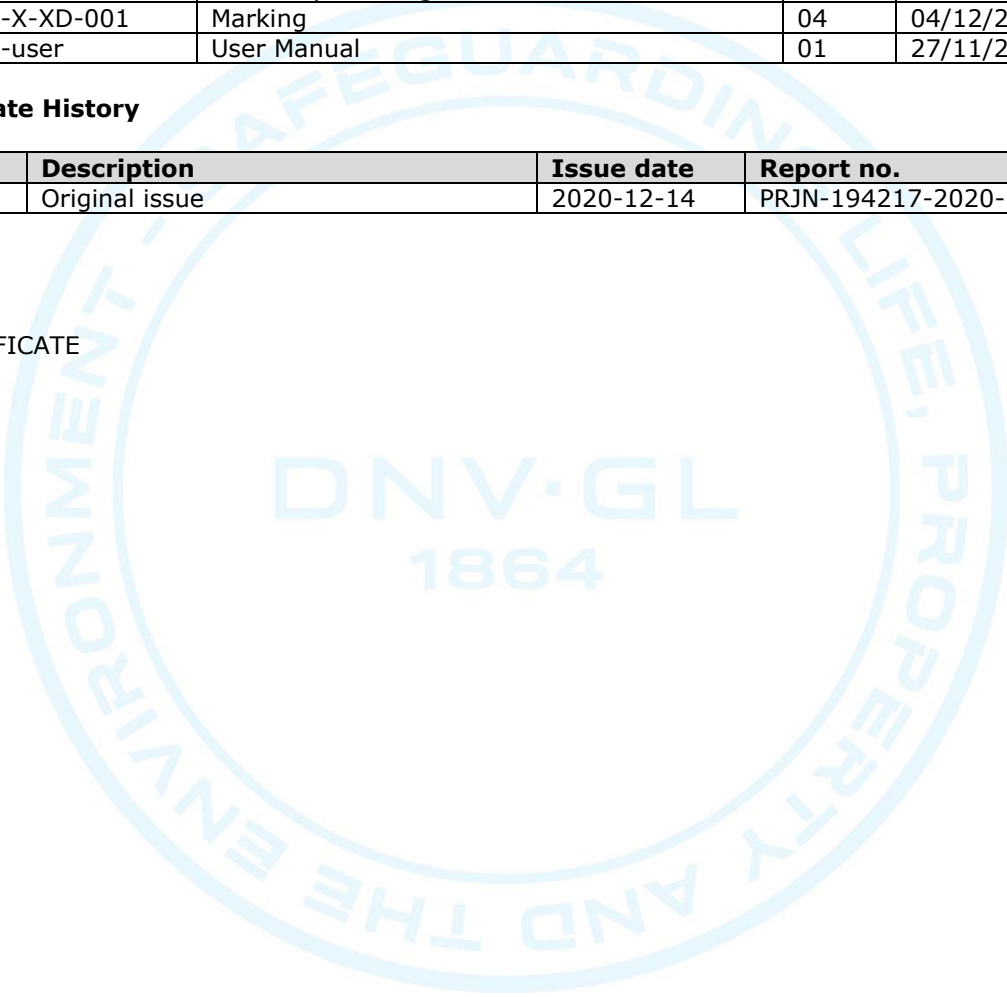 -X-XD-001 Marking 04 04/12/2
-user User Manual 01 27/11/2
ate History
Description Issue date Report no.
Original issue 2020-12-14 PRJN-194217-2020-
FICATE
SAFEGUARDING LIFE, PROPERTY AND THE ENVIRONMENT
DNV·GL
1864